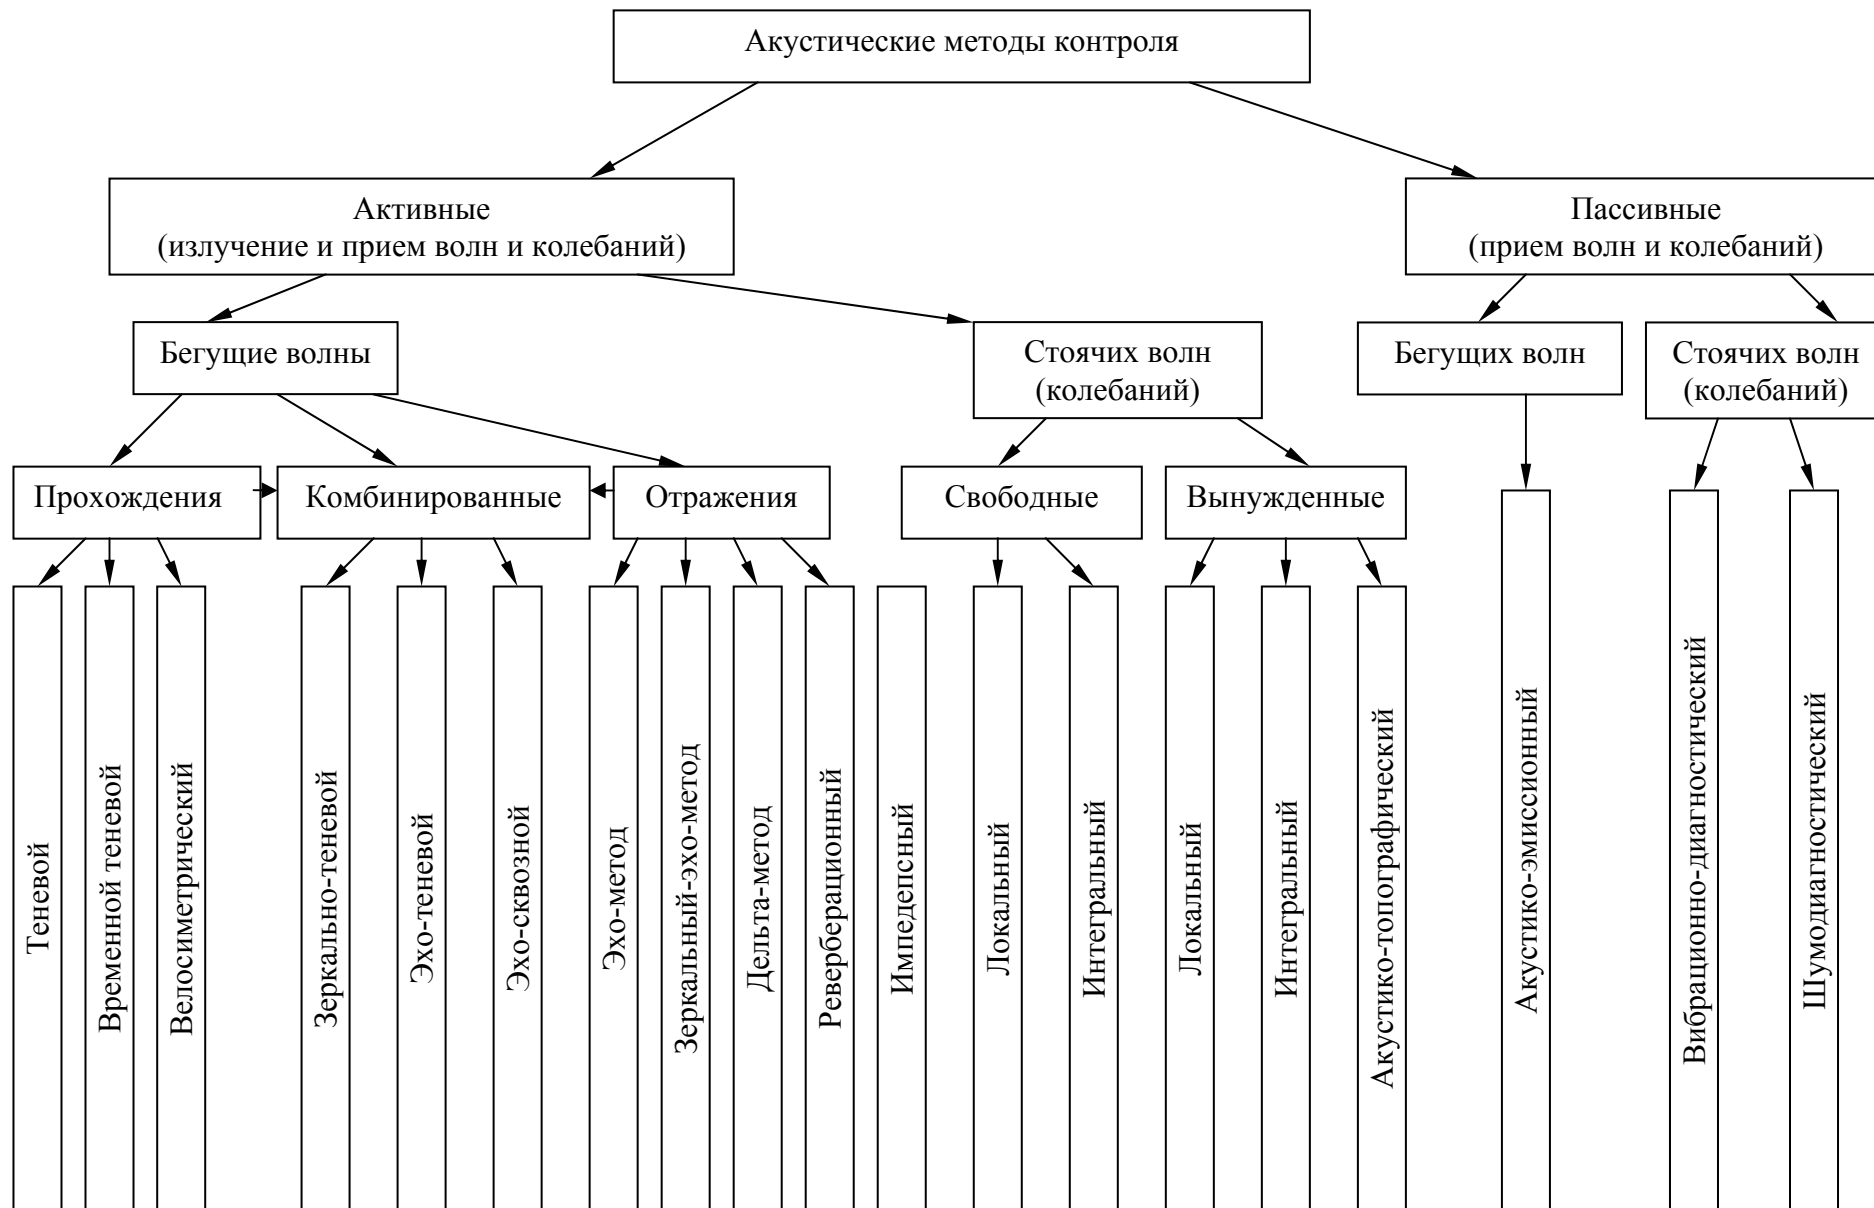 Акустические методы контроля
Активные
(излучение и прием волн и колебаний)
Пассивные
(прием волн и колебаний)
Бегущие волны
Стоячих волн
(колебаний)
Бегущих волн
Стоячих волн
(колебаний)
Прохождения
Комбинированные
Отражения
Свободные
Вынужденные
Теневой
Временной теневой
Велосиметрический
Зеркально-теневой
Эхо-теневой
Эхо-сквозной
Эхо-метод
Зеркальный-эхо-метод
Дельта-метод
Реверберационный
Импедепсный
Локальный
Интегральный
Локальный
Интегральный
Акустико-топографический
Акустико-эмиссионный
Вибрационно-диагностический
Шумодиагностический